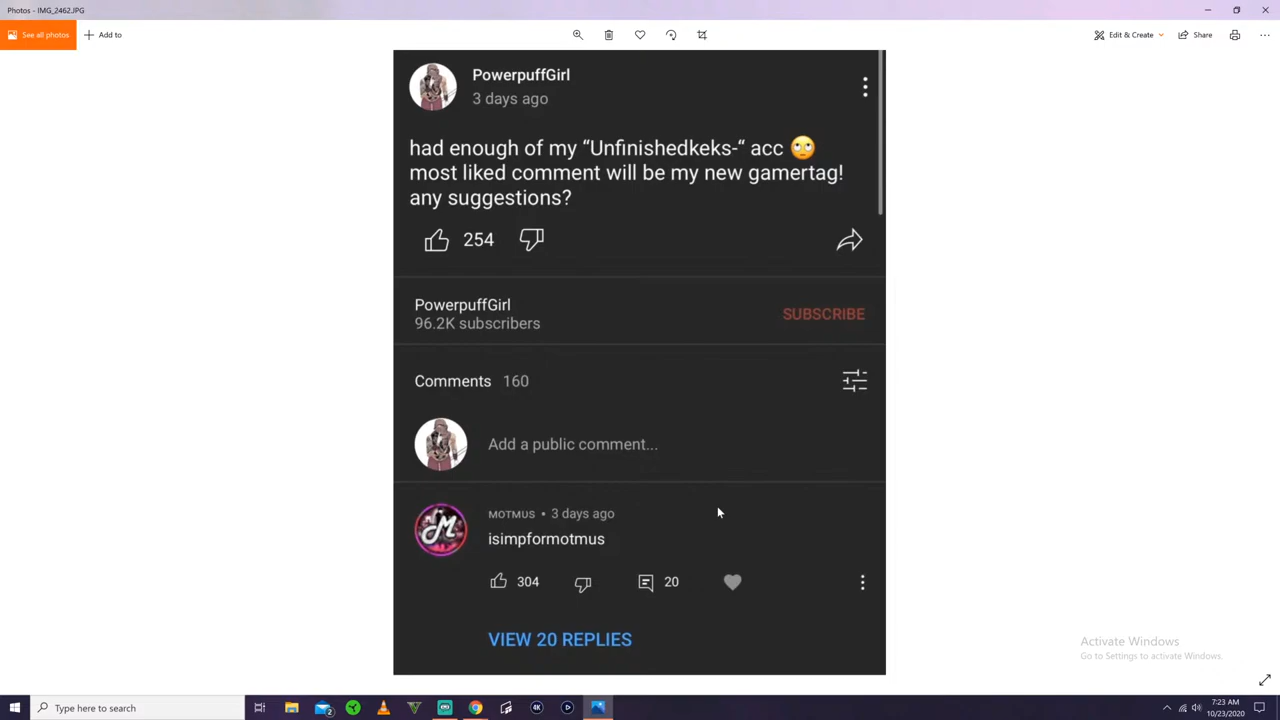 Photos - IMG_2462.JPG
See all photos
Add to
Edit & Create
Share
PowerpuffGirl
3 days ago
had enough of my “Unfinishedkeks-“ acc 🙄
most liked comment will be my new gamertag!
any suggestions?
254
PowerpuffGirl
96.2K subscribers
SUBSCRIBE
Comments 160
Add a public comment...
ᴍᴏᴛᴍᴜs • 3 days ago
isimpformotmus
304
20
VIEW 20 REPLIES
Activate Windows
Go to Settings to activate Windows.
Type here to search
2
4K
7:23 AM
10/23/2020